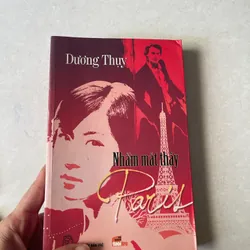 Dương Thụy
Nhắm mắt thấy
Paris